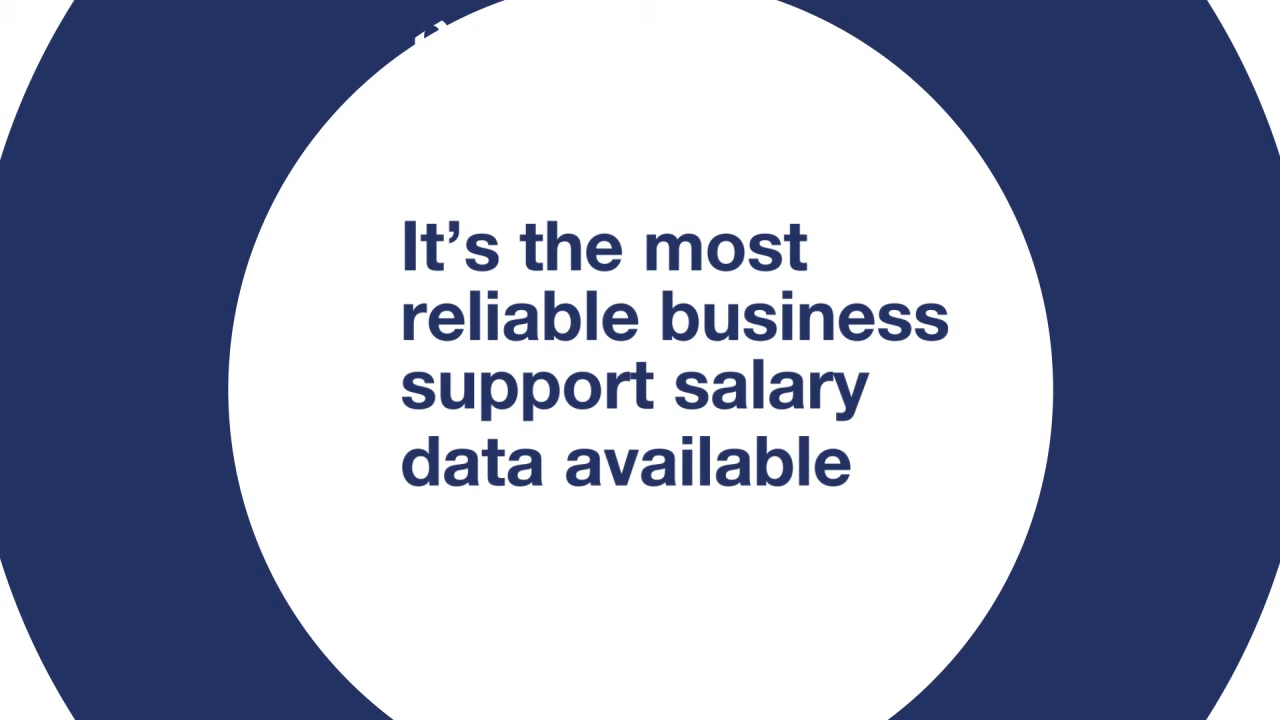 It’s the most
reliable business
support salary
data available